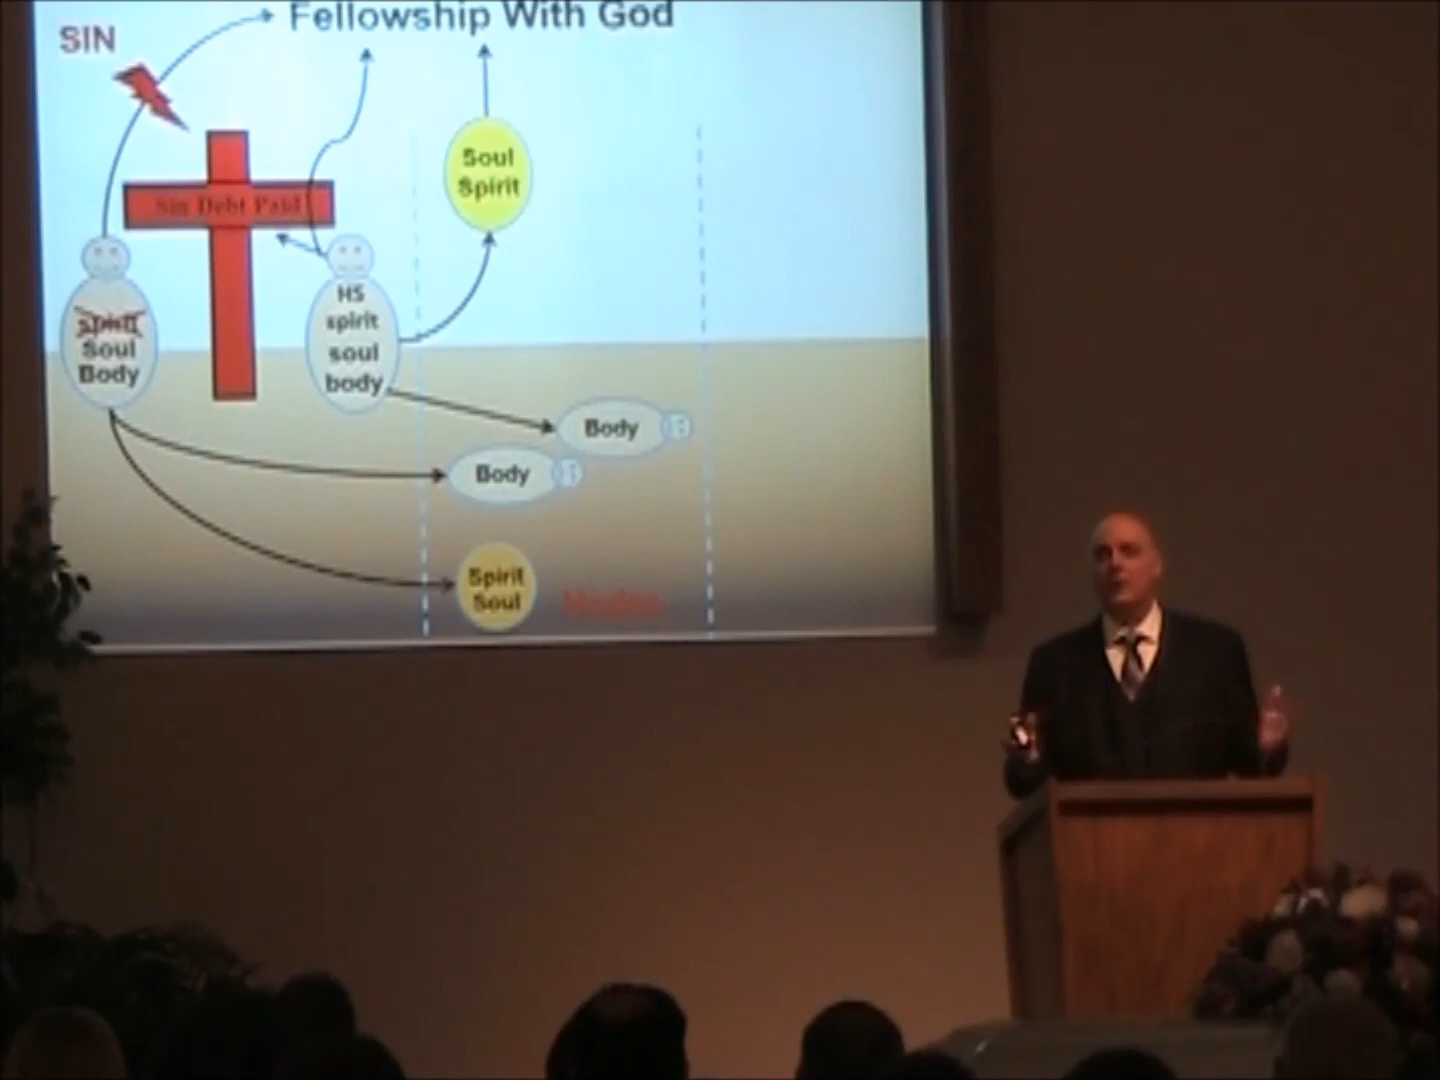 Fellowship With God
SIN
Soul
Spirit
Sin Debt Paid
spirit
Soul
Body
HS
spirit
soul
body
Body
Body
Spirit
Soul